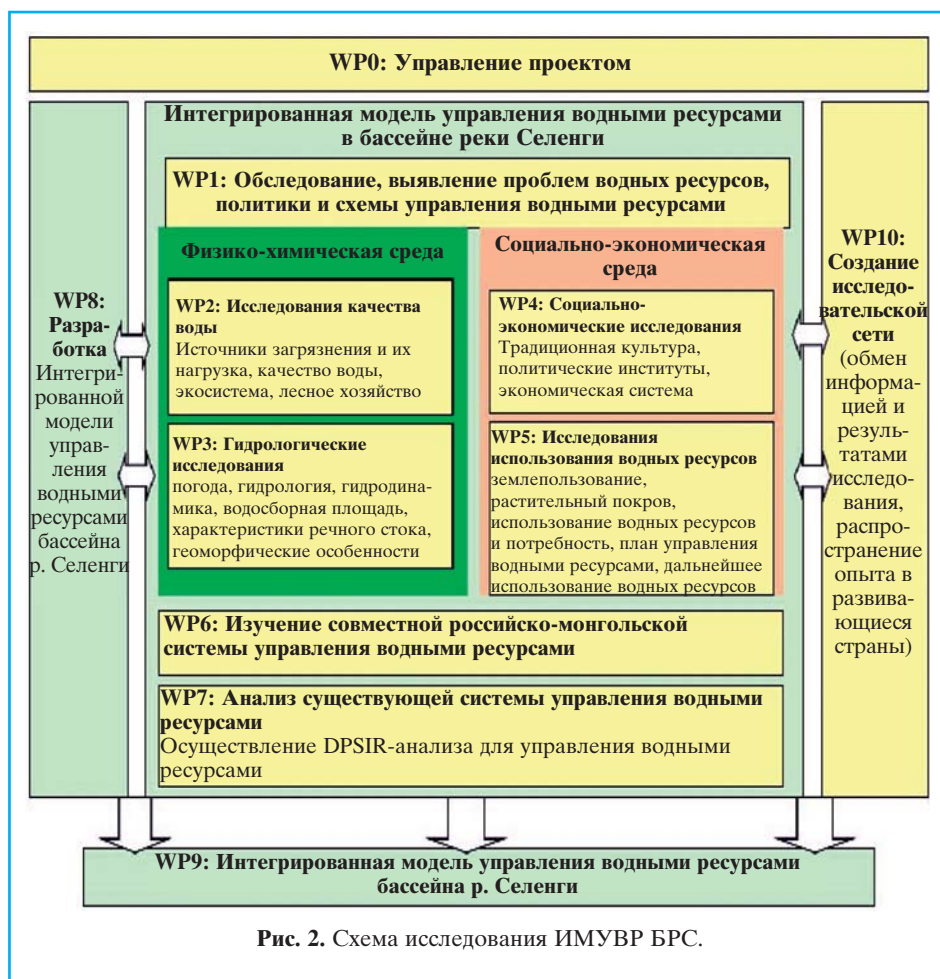 WP0: Управление проектом
WP8:
Разра-
ботка
Интегри-
рованной
модели
управ-
ления
водными
ресурсами
бассейна
р. Селенги
Интегрированная модель управления водными ресурсами
в бассейне реки Селенги
WP1: Обследование, выявление проблем водных ресурсов,
политики и схемы управления водными ресурсами
Физико-химическая среда
WP2: Исследования качества
воды
Источники загрязнения и их
нагрузка, качество воды,
экосистема, лесное хозяйство
WP3: Гидрологические
исследования
погода, гидрология, гидродина-
мика, водосборная площадь,
характеристики речного стока,
геоморфические особенности
Социально-экономическая
среда
WP4: Социально-
экономические исследования
Традиционная культура,
политические институты,
экономическая система
WP5: Исследования
использования водных ресурсов
землепользование,
растительный покров,
использование водных ресурсов
и потребность, план управления
водными ресурсами, дальнейшее
использование водных ресурсов
WP6: Изучение совместной российско-монгольской
системы управления водными ресурсами
WP7: Анализ существующей системы управления водными
ресурсами
Осуществление DPSIR-анализа для управления водными
ресурсами
WP10:
Создание
исследо-
вательской
сети
(обмен
информа-
цией и
резуль-
татами
исследо-
вания,
распро-
странение
опыта в
развива-
ющиеся
страны)
WP9: Интегрированная модель управления водными ресурсами
бассейна р. Селенги
Рис. 2. Схема исследования ИМУВР БРС.